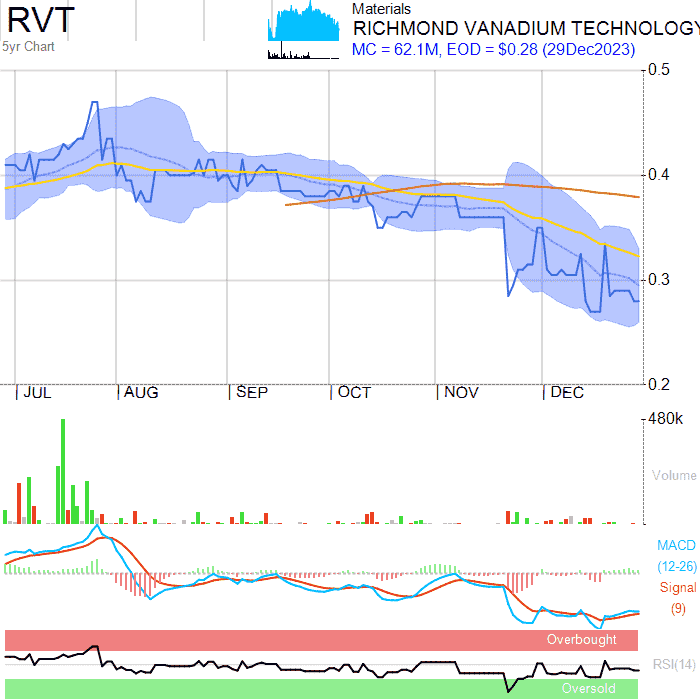 RVT
5yr Chart
Materials
RICHMOND VANADIUM TECHNOLOGY
MC = 62.1M, EOD = $0.28 (29Dec2023)
0.5
0.4
0.3
0.2
JUL AUG SEP OCT NOV DEC
480k
Volume
MACD
(12-26)
Signal
(9)
Overbought
RSI(14)
Oversold